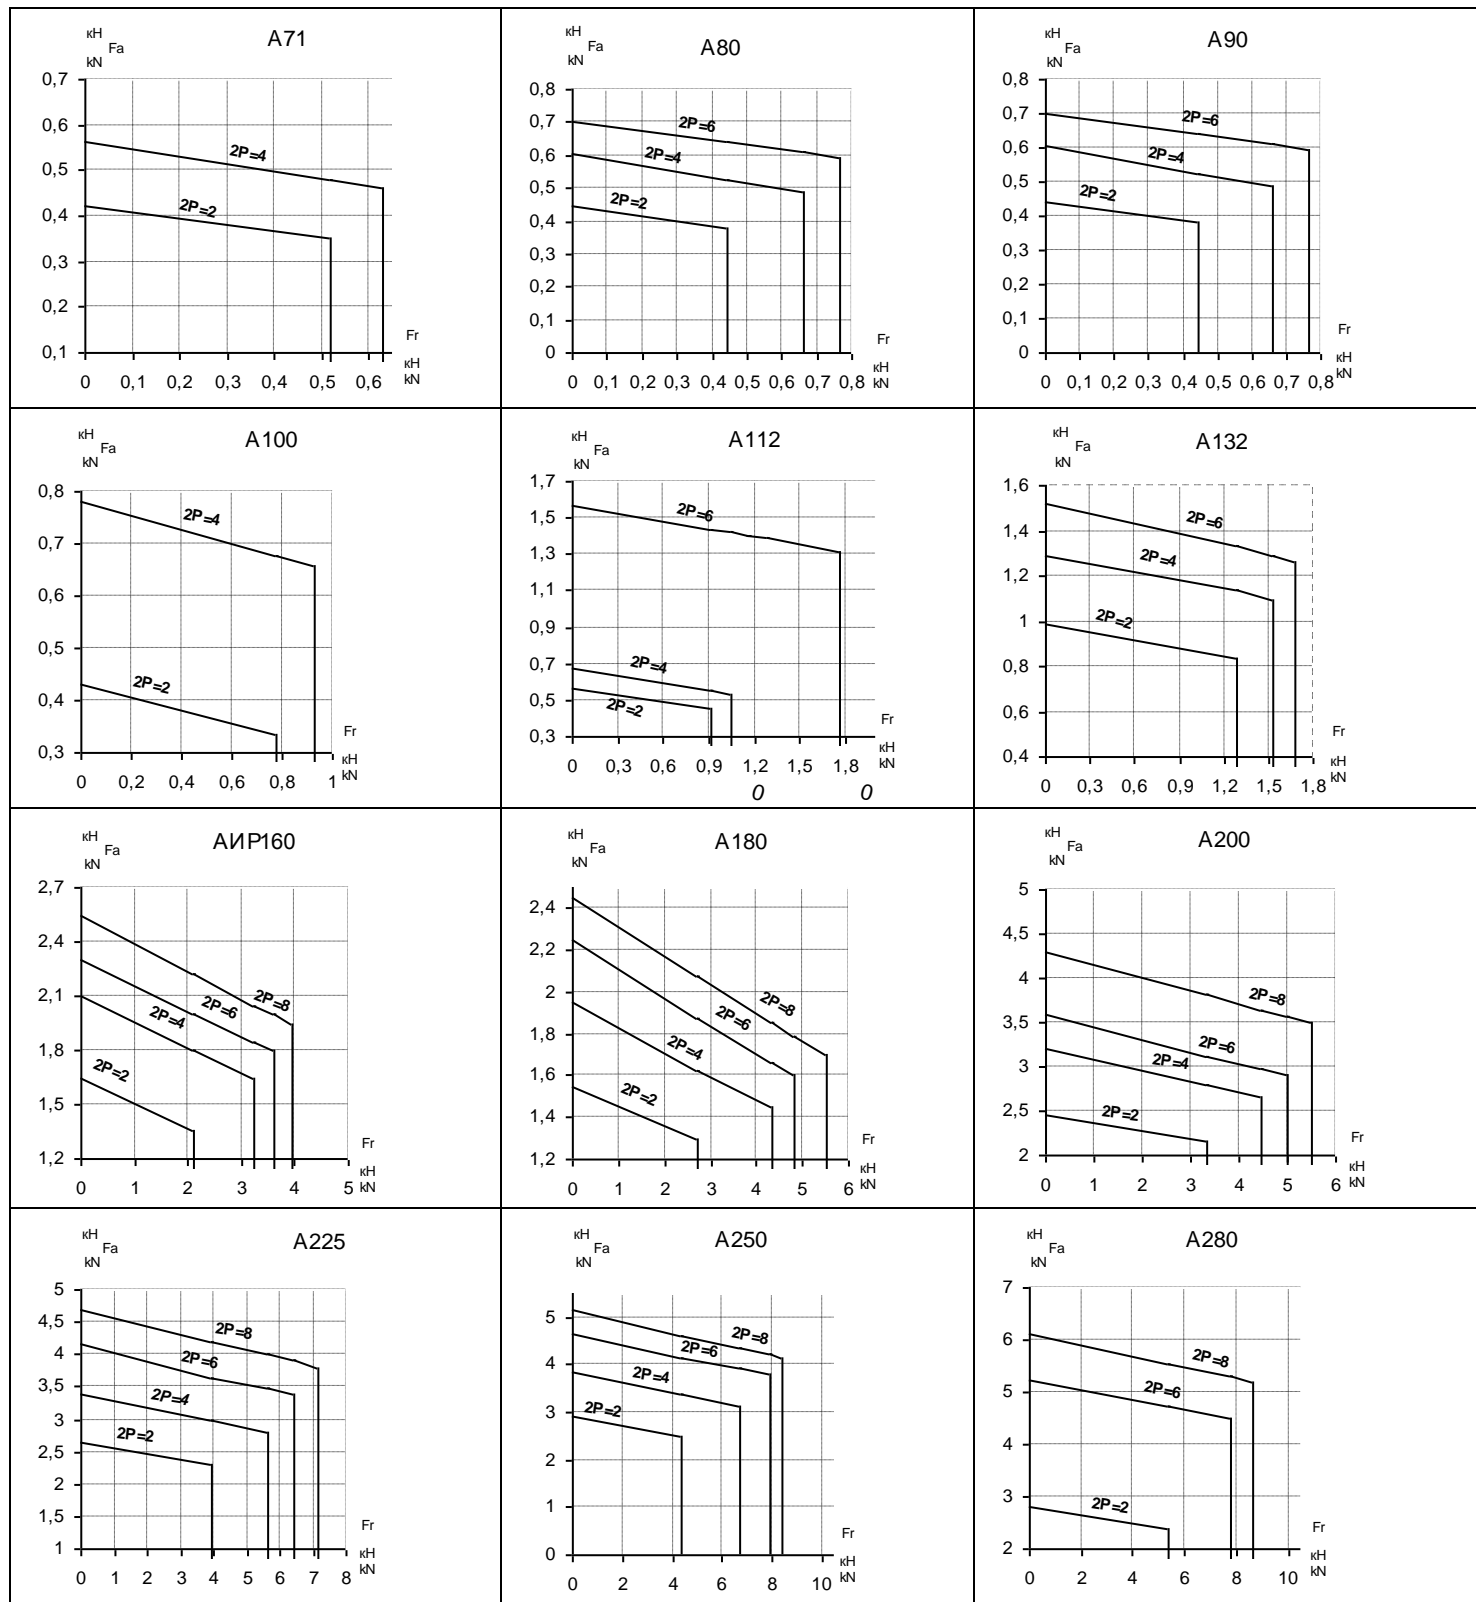 кН
Fa
kN
А71
0,7
0,6
0,5
0,4
0,3
0,2
0,1
2P=4
2P=2
Fr
кН
kN
0 0,1 0,2 0,3 0,4 0,5 0,6
кН
Fa
kN
А80
0,8
0,7
0,6
0,5
0,4
0,3
0,2
0,1
0
2P=6
2P=4
2P=2
Fr
кН
kN
0 0,1 0,2 0,3 0,4 0,5 0,6 0,7 0,8
кН
Fa
kN
А90
0,8
0,7
0,6
0,5
0,4
0,3
0,2
0,1
0
2P=6
2P=4
2P=2
Fr
кН
kN
0 0,1 0,2 0,3 0,4 0,5 0,6 0,7 0,8
кН
Fa
kN
А100
0,8
0,7
0,6
0,5
0,4
0,3
2P=4
2P=2
Fr
кН
kN
0 0,2 0,4 0,6 0,8 1
кН
Fa
kN
А112
1,7
1,5
1,3
1,1
0,9
0,7
0,5
0,3
2P=6
2P=4
2P=2
Fr
кН
kN
0 0,3 0,6 0,9 1,2 1,5 1,8
0 0
кН
Fa
kN
А132
1,6
1,4
1,2
1
0,8
0,6
0,4
2P=6
2P=4
2P=2
Fr
кН
kN
0 0,3 0,6 0,9 1,2 1,5 1,8
кН
Fa
kN
АИР160
2,7
2,4
2,1
1,8
1,5
1,2
2P=8
2P=6
2P=4
2P=2
Fr
кН
kN
0 1 2 3 4 5
кН
Fa
kN
А180
2,4
2,2
2
1,8
1,6
1,4
1,2
2P=8
2P=6
2P=4
2P=2
Fr
кН
kN
0 1 2 3 4 5 6
кН
Fa
kN
А200
5
4,5
4
3,5
3
2,5
2
2P=8
2P=6
2P=4
2P=2
Fr
кН
kN
0 1 2 3 4 5 6
кН
Fa
kN
А225
5
4,5
4
3,5
3
2,5
2
1,5
1
2P=8
2P=6
2P=4
2P=2
Fr
кН
kN
0 1 2 3 4 5 6 7 8
кН
Fa
kN
А250
5
4
3
2
1
0
2P=8
2P=6
2P=4
2P=2
Fr
кН
kN
0 2 4 6 8 10
кН
Fa
kN
А280
7
6
5
4
3
2
2P=8
2P=6
2P=2
Fr
кН
kN
0 2 4 6 8 10